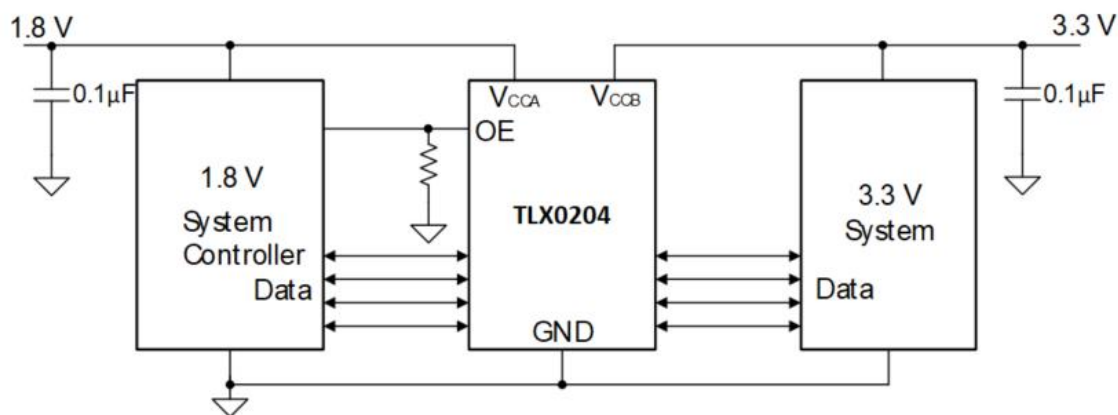 1.8 V
3.3 V
0.1μF
VCCA
VCCB
0.1μF
OE
1.8 V
System
Controller
Data
TLX0204
3.3 V
System
Data
GND